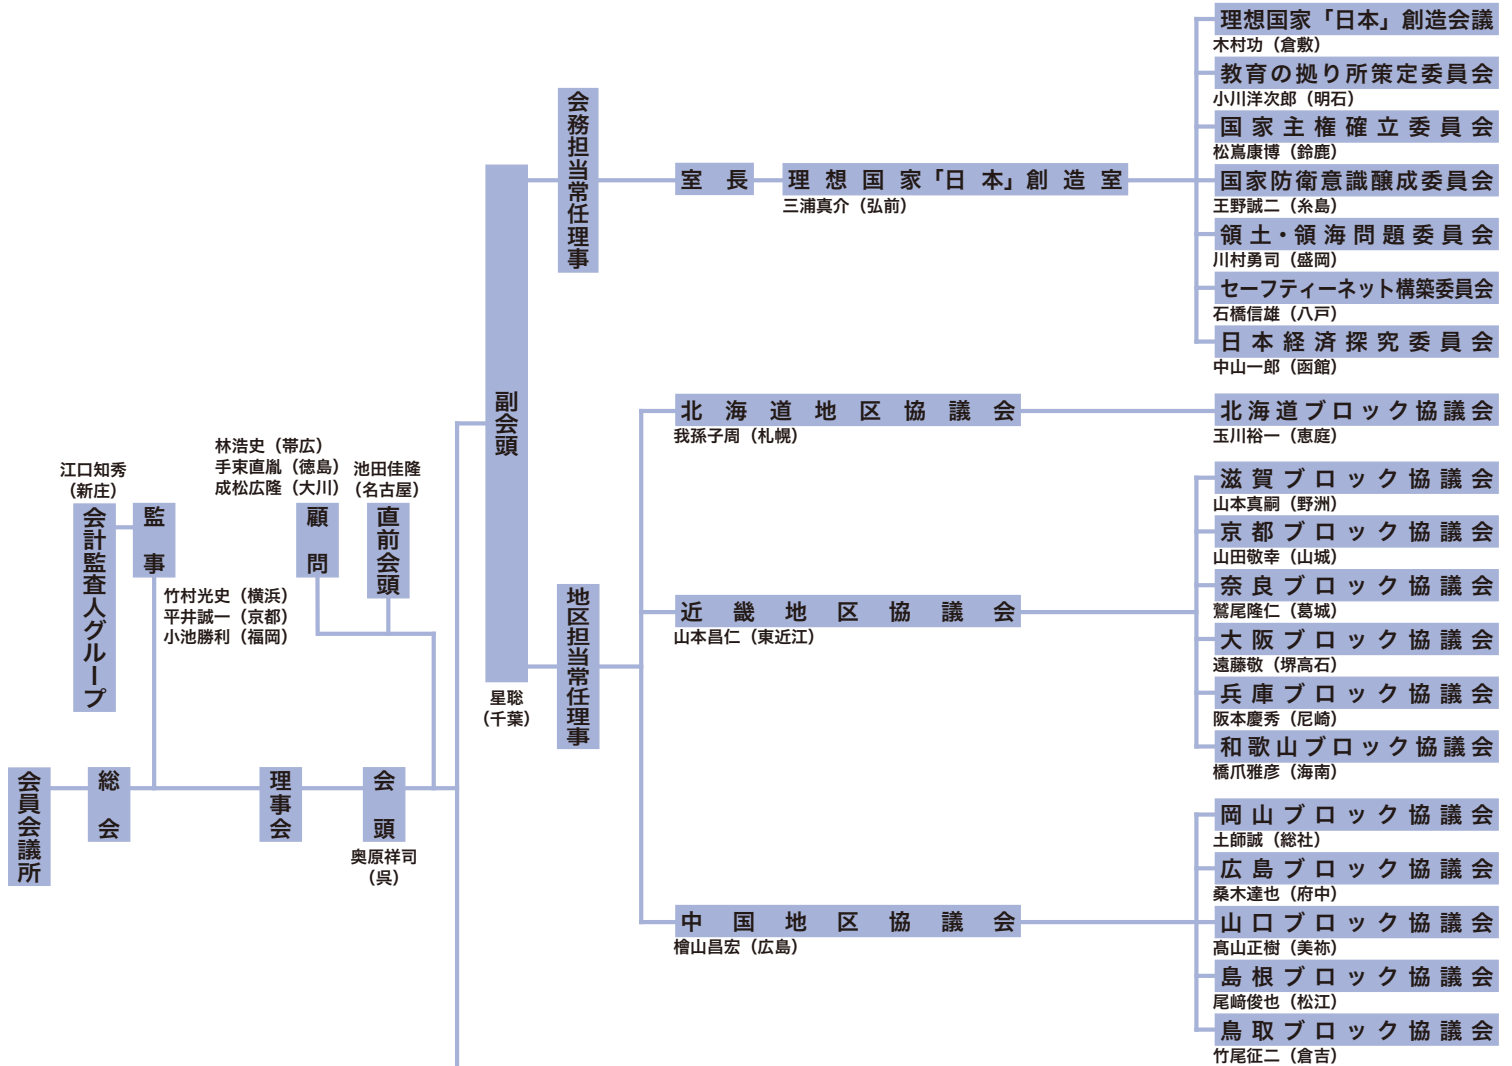 会員会議所
総会
会計監査人グループ
江口知秀
（新庄）
監事
竹村光史（横浜）
平井誠一（京都）
小池勝利（福岡）
理事会
会頭
奥原祥司
（呉）
顧問
林浩史（帯広）
手束直胤（徳島）
成松広隆（大川）
直前会頭
池田佳隆
（名古屋）
副会頭
星聡
（千葉）
会務担当常任理事
室長
理想国家「日本」創造室
三浦真介（弘前）
理想国家「日本」創造会議
木村功（倉敷）
教育の拠り所策定委員会
小川洋次郎（明石）
国家主権確立委員会
松嶌康博（鈴鹿）
国家防衛意識醸成委員会
王野誠二（糸島）
領土・領海問題委員会
川村勇司（盛岡）
セーフティーネット構築委員会
石橋信雄（八戸）
日本経済探究委員会
中山一郎（函館）
地区担当常任理事
北海道地区協議会
我孫子周（札幌）
北海道ブロック協議会
玉川裕一（恵庭）
近畿地区協議会
山本昌仁（東近江）
滋賀ブロック協議会
山本真嗣（野洲）
京都ブロック協議会
山田敬幸（山城）
奈良ブロック協議会
鷲尾隆仁（葛城）
大阪ブロック協議会
遠藤敬（堺高石）
兵庫ブロック協議会
阪本慶秀（尼崎）
和歌山ブロック協議会
橋爪雅彦（海南）
中国地区協議会
檜山昌宏（広島）
岡山ブロック協議会
土師誠（総社）
広島ブロック協議会
桑木達也（府中）
山口ブロック協議会
髙山正樹（美祢）
島根ブロック協議会
尾﨑俊也（松江）
鳥取ブロック協議会
竹尾征二（倉吉）